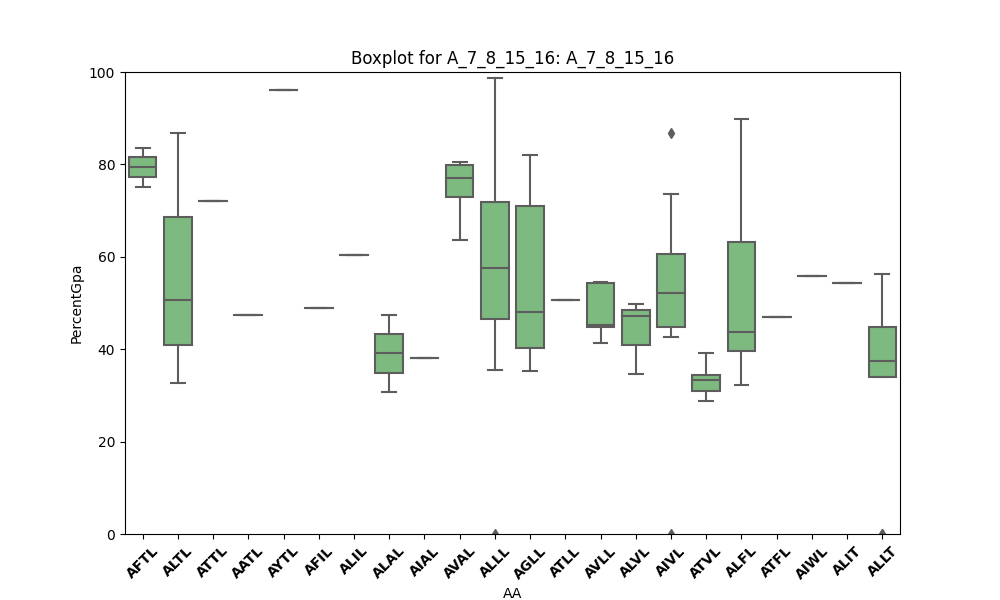 Boxplot for A_7_8_15_16: A_7_8_15_16
100
80
60
40
20
0
PercentGpa
AFTL
ALTL
ATTL
AATL
AYTL
AFIL
ALIL
ALAL
AIAL
AVAL
ALLL
AGLL
ATLL
AVLL
ALVL
AIVL
ATVL
ALFL
ATFL
AIWL
ALIT
ALLT
AA